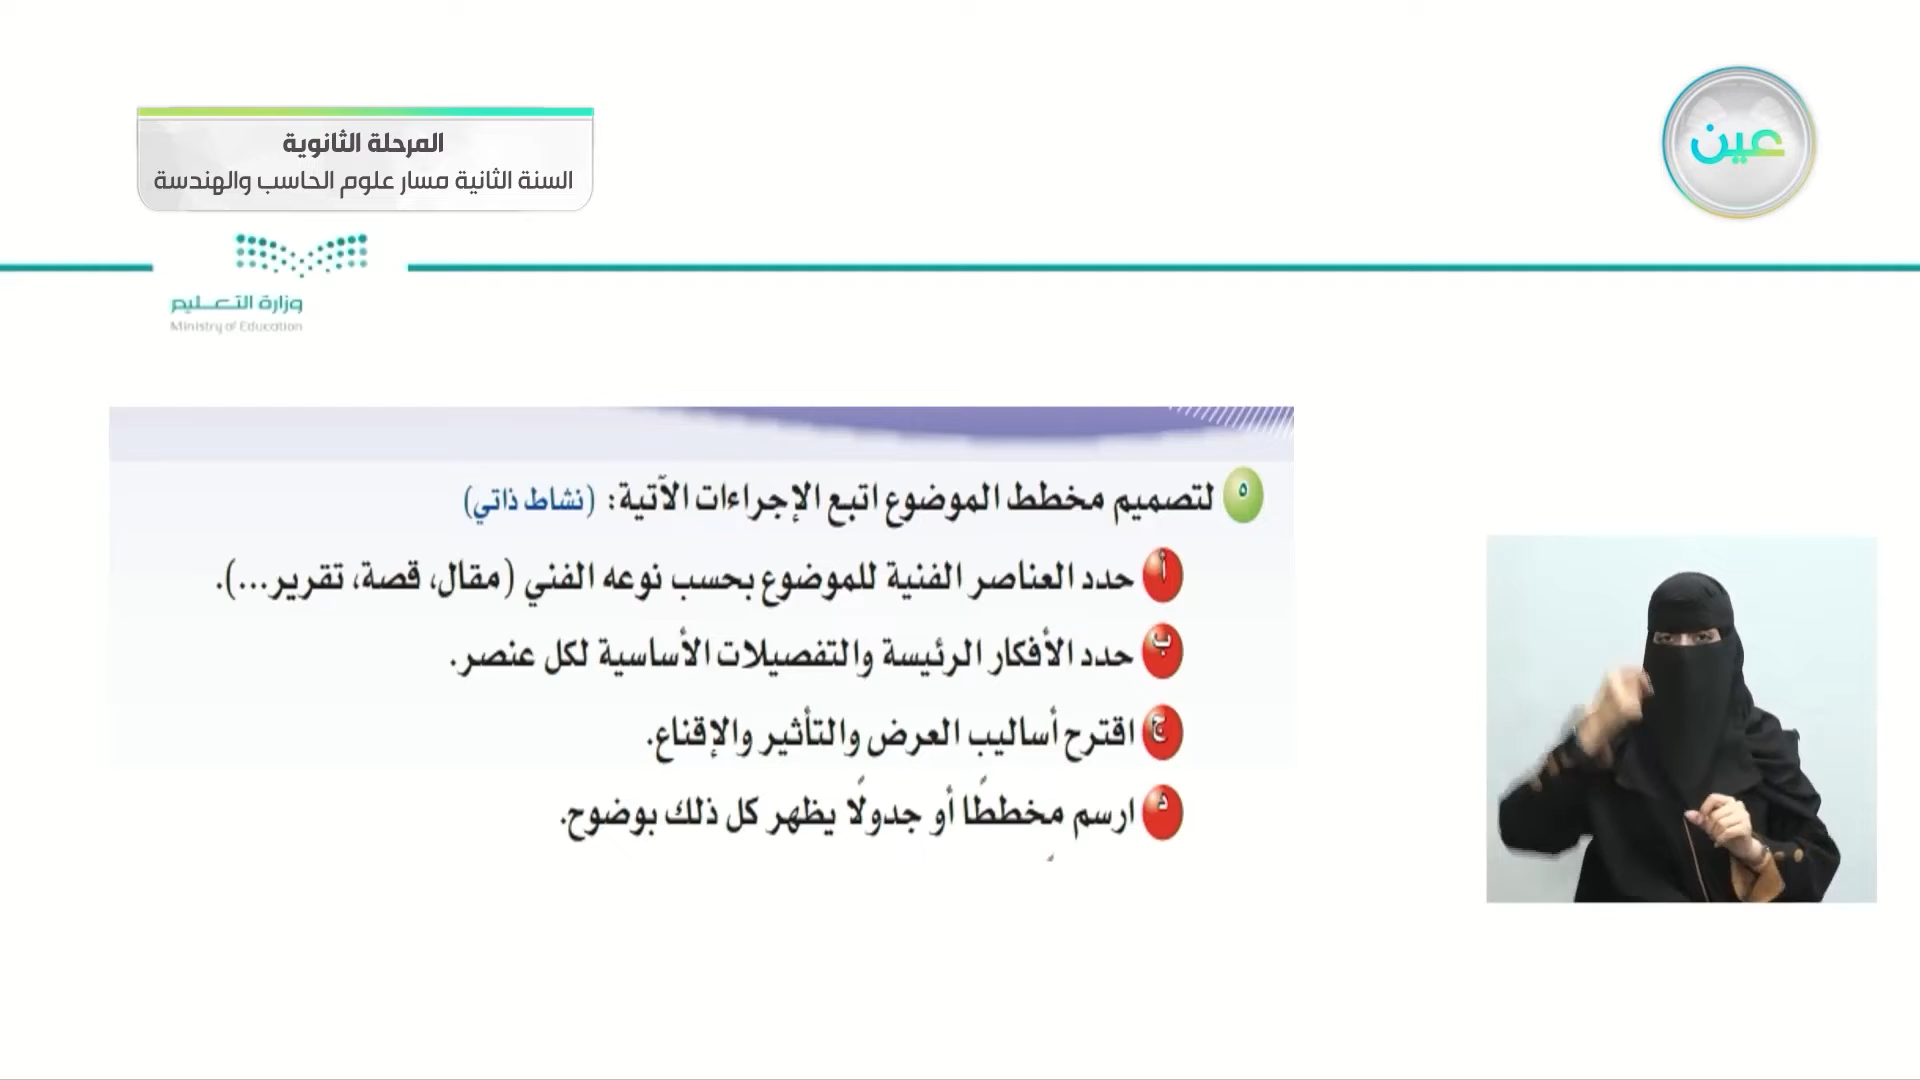 المرحلة الثانوية
السنة الثانية مسار علوم الحاسب والهندسة
عين
وزارة التعـــليم
Ministry of Education
٥ لتصميم مخطط الموضوع اتبع الإجراءات الآتية: (نشاط ذاتي)
أ حدد العناصر الفنية للموضوع بحسب نوعه الفني (مقال، قصة، تقرير...).
ب حدد الأفكار الرئيسة والتفصيلات الأساسية لكل عنصر.
ج اقترح أساليب العرض والتأثير والإقناع.
د ارسم مخططًا أو جدولًا يظهر كل ذلك بوضوح.